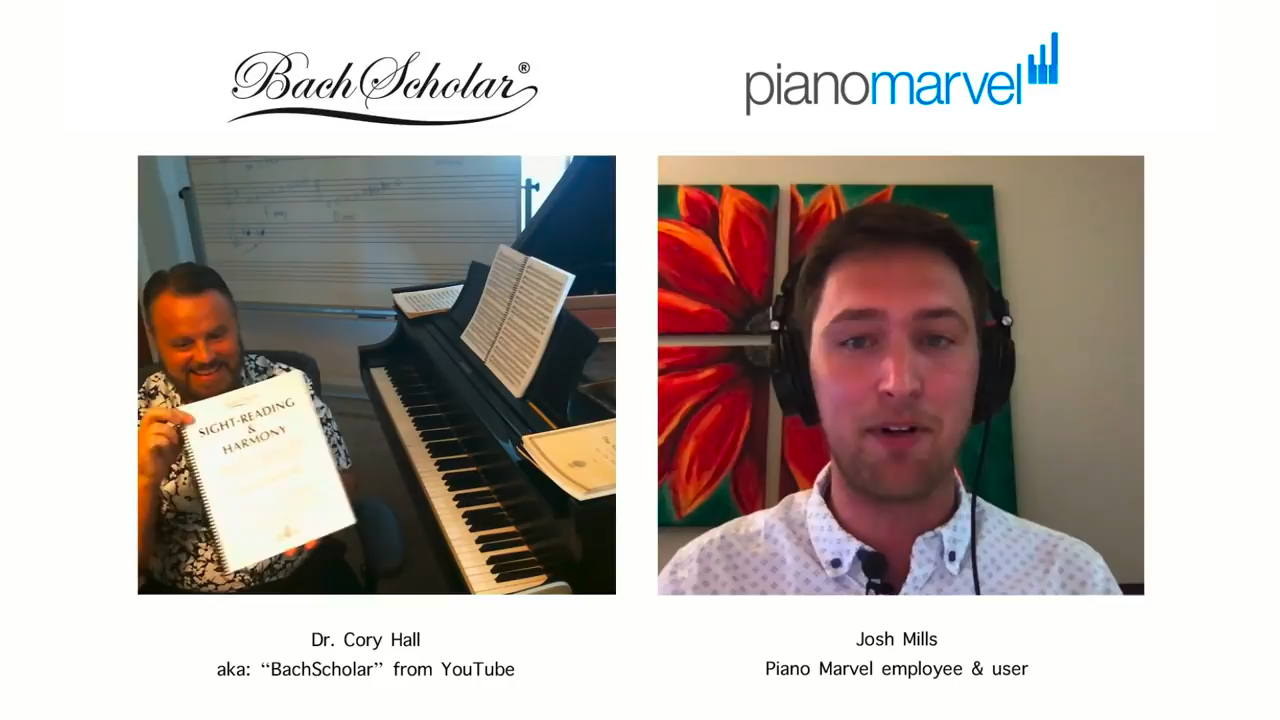 BachScholar®
pianomarvel
SIGHT-READING
&
HARMONY
Dr. Cory Hall
aka: “BachScholar” from YouTube
Josh Mills
Piano Marvel employee & user